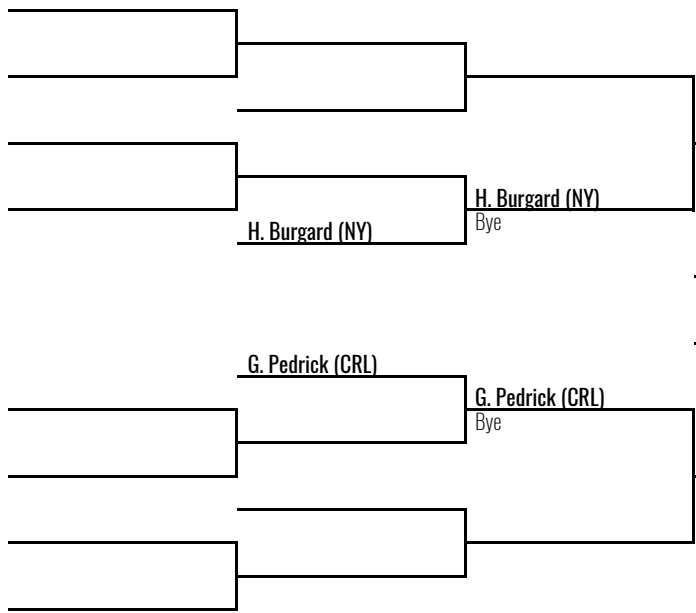 H. Burgard (NY)
Bye
H. Burgard (NY)
G. Pedrick (CRL)
G. Pedrick (CRL)
Bye